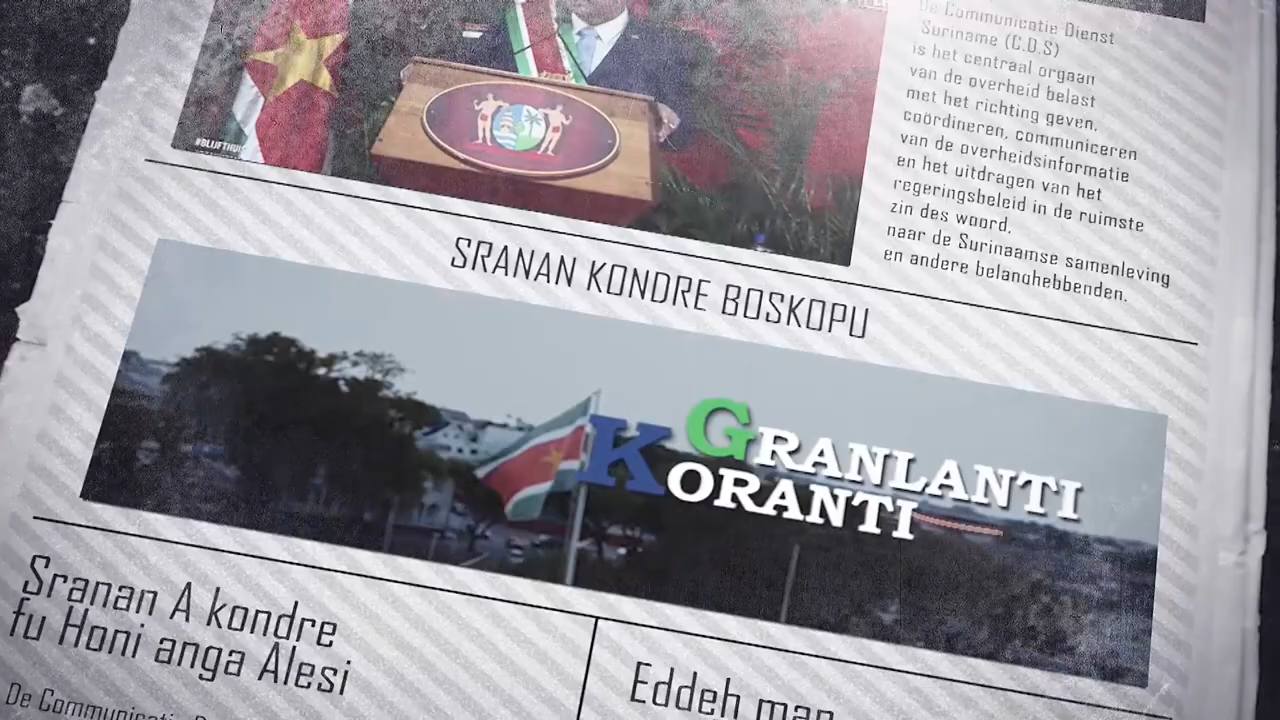 De Communicatie Dienst
Suriname (C.D.S)
is het centraal orgaan
van de overheid belast
met het richting geven,
coördineren, communiceren
van de overheidsinformatie
en het uitdragen van het
regeringsbeleid in de ruimste
zin des woord,
naar de Surinaamse samenleving
en andere belanghebbenden.
#BLIJFTHUIS
SRANAN KONDRE BOSKOPU
GRANLANTI
KORANTI
Sranan A kondre
fu Honi anga Alesi
Eddeh man
De Communicatie